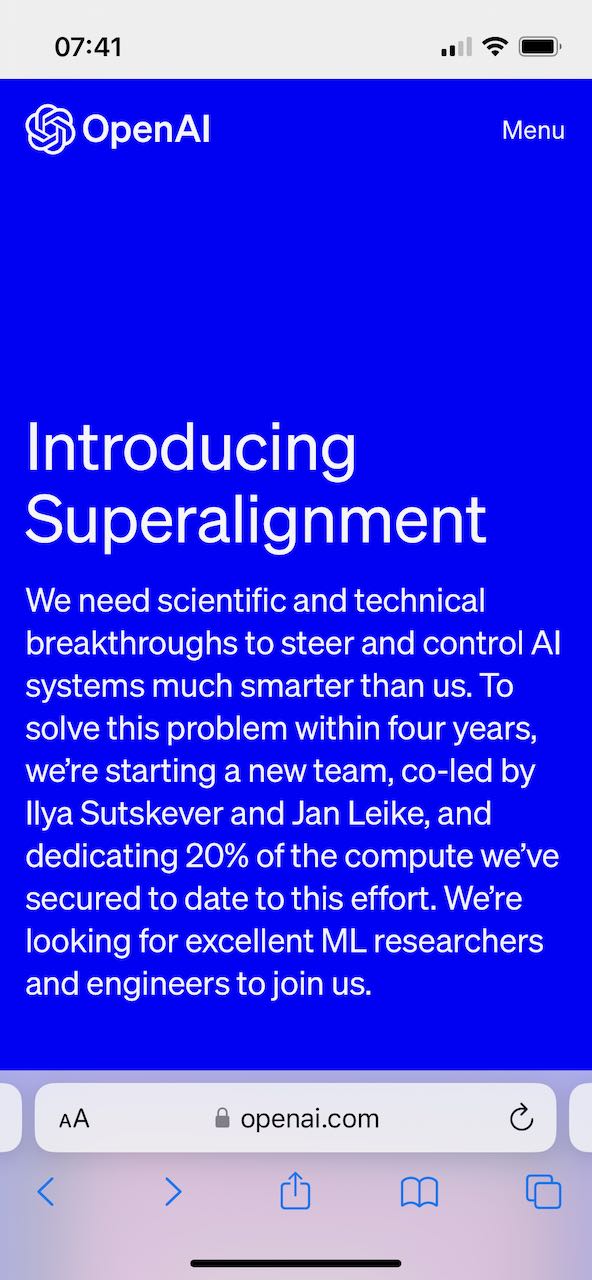 07:41
OpenAI
Menu
Introducing
Superalignment
We need scientific and technical
breakthroughs to steer and control AI
systems much smarter than us. To
solve this problem within four years,
we’re starting a new team, co-led by
Ilya Sutskever and Jan Leike, and
dedicating 20% of the compute we’ve
secured to date to this effort. We’re
looking for excellent ML researchers
and engineers to join us.
AA
openai.com